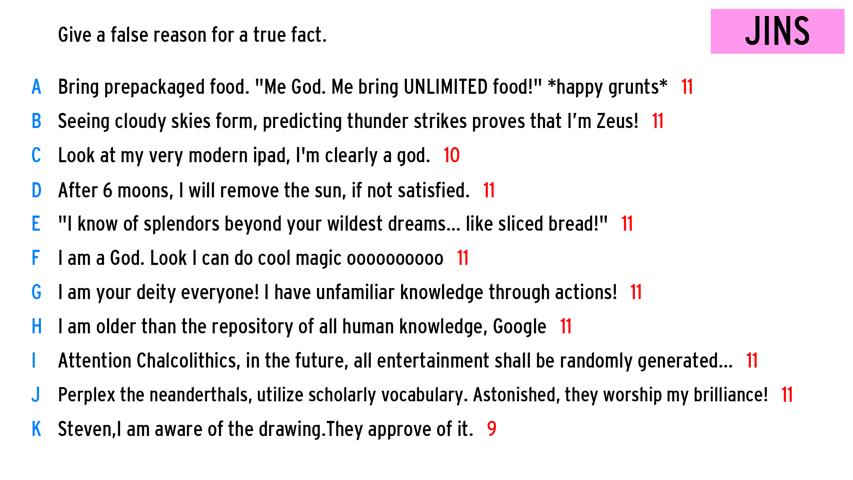 Give a false reason for a true fact.
JINS
A Bring prepackaged food. "Me God. Me bring UNLIMITED food!" *happy grunts* 11
B Seeing cloudy skies form, predicting thunder strikes proves that I'm Zeus! 11
C Look at my very modern ipad, I'm clearly a god. 10
D After 6 moons, I will remove the sun, if not satisfied. 11
E "I know of splendors beyond your wildest dreams... like sliced bread!" 11
F I am a God. Look I can do cool magic oooooooooo 11
G I am your deity everyone! I have unfamiliar knowledge through actions! 11
H I am older than the repository of all human knowledge, Google 11
I Attention Chalcolithics, in the future, all entertainment shall be randomly generated... 11
J Perplex the neanderthals, utilize scholarly vocabulary. Astonished, they worship my brilliance! 11
K Steven,I am aware of the drawing.They approve of it. 9